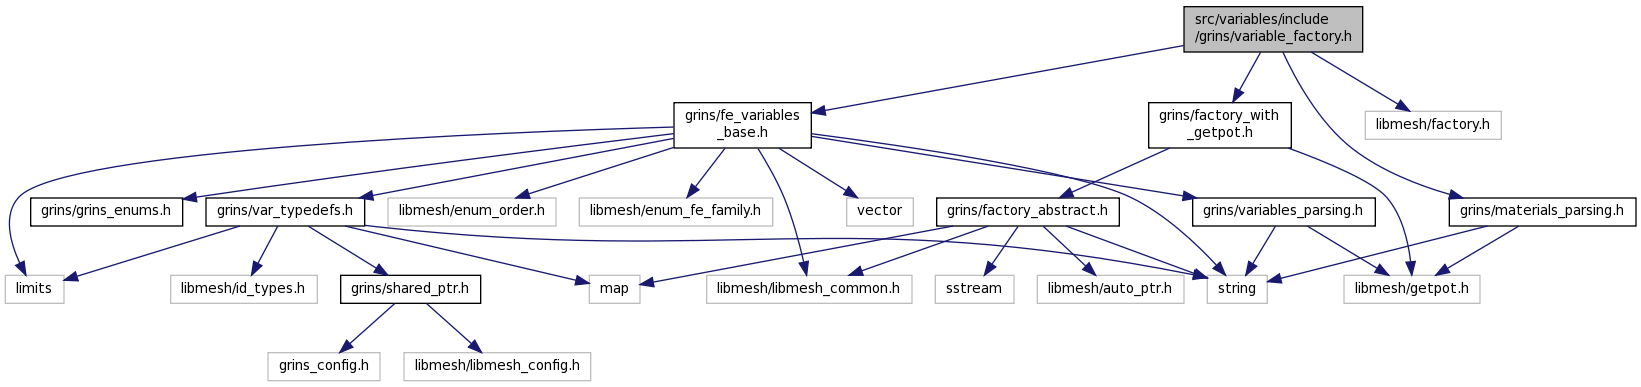 src/variables/include
/grins/variable_factory.h
grins/fe_variables
_base.h
grins/factory_with
_getpot.h
libmesh/factory.h
grins/grins_enums.h
grins/var_typedefs.h
libmesh/enum_order.h
libmesh/enum_fe_family.h
vector
grins/factory_abstract.h
grins/variables_parsing.h
grins/materials_parsing.h
limits
libmesh/id_types.h
grins/shared_ptr.h
map
libmesh/libmesh_common.h
sstream
libmesh/auto_ptr.h
string
libmesh/getpot.h
grins_config.h
libmesh/libmesh_config.h